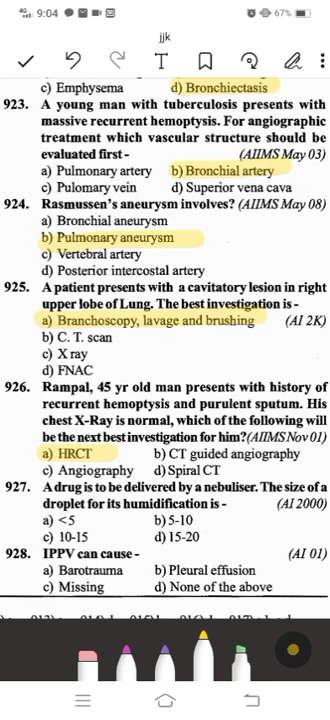 4G 9:04 67%
jjk
T
c) Emphysema d) Bronchiectasis
923. A young man with tuberculosis presents with
massive recurrent hemoptysis. For angiographic
treatment which vascular structure should be
evaluated first - (AIIMS May 03)
a) Pulmonary artery b) Bronchial artery
c) Pulomary vein d) Superior vena cava
924. Rasmussen's aneurysm involves? (AIIMS May 08)
a) Bronchial aneurysm
b) Pulmonary aneurysm
c) Vertebral artery
d) Posterior intercostal artery
925. A patient presents with a cavitatory lesion in right
upper lobe of Lung. The best investigation is -
a) Branchoscopy, lavage and brushing (AI 2K)
b) C. T. scan
c) X ray
d) FNAC
926. Rampal, 45 yr old man presents with history of
recurrent hemoptysis and purulent sputum. His
chest X-Ray is normal, which of the following will
be the next best investigation for him? (AIIMS Nov 01)
a) HRCT b) CT guided angiography
c) Angiography d) Spiral CT
927. A drug is to be delivered by a nebuliser. The size of a
droplet for its humidification is - (AI 2000)
a) <5 b) 5-10
c) 10-15 d) 15-20
928. IPPV can cause - (AI 01)
a) Barotrauma b) Pleural effusion
c) Missing d) None of the above